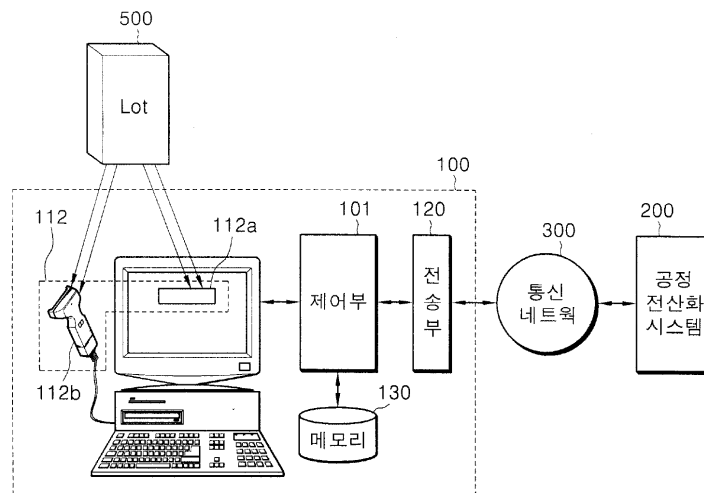 500
Lot
100
112
112a
101
120
300
200
제어부
전송부
통신
네트웍
공정
전산화
시스템
112b
130
메모리